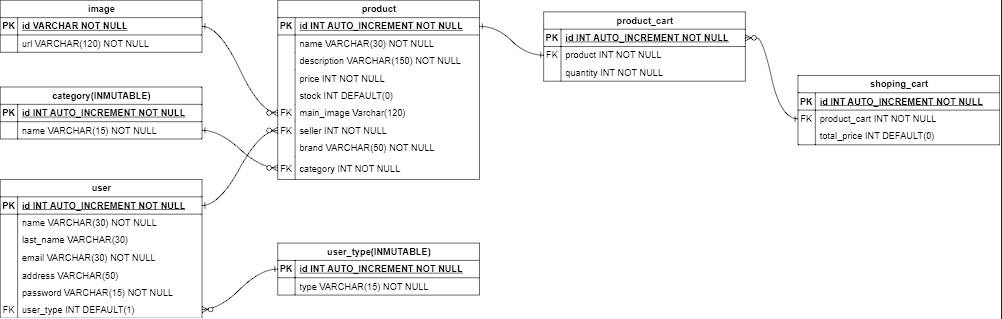 image
PK id VARCHAR NOT NULL
url VARCHAR(120) NOT NULL
category(INMUTABLE)
PK id INT AUTO_INCREMENT NOT NULL
name VARCHAR(15) NOT NULL
user
PK id INT AUTO_INCREMENT NOT NULL
name VARCHAR(30) NOT NULL
last_name VARCHAR(30)
email VARCHAR(30) NOT NULL
address VARCHAR(50)
password VARCHAR(15) NOT NULL
FK user_type INT DEFAULT(1)
product
PK id INT AUTO_INCREMENT NOT NULL
name VARCHAR(30) NOT NULL
description VARCHAR(150) NOT NULL
price INT NOT NULL
stock INT DEFAULT(0)
FK main_image Varchar(120)
FK seller INT NOT NULL
brand VARCHAR(50) NOT NULL
FK category INT NOT NULL
user_type(INMUTABLE)
PK id INT AUTO_INCREMENT NOT NULL
type VARCHAR(15) NOT NULL
product_cart
PK id INT AUTO_INCREMENT NOT NULL
FK product INT NOT NULL
quantity INT NOT NULL
shoping_cart
PK id INT AUTO_INCREMENT NOT NULL
FK product_cart INT NOT NULL
total_price INT DEFAULT(0)